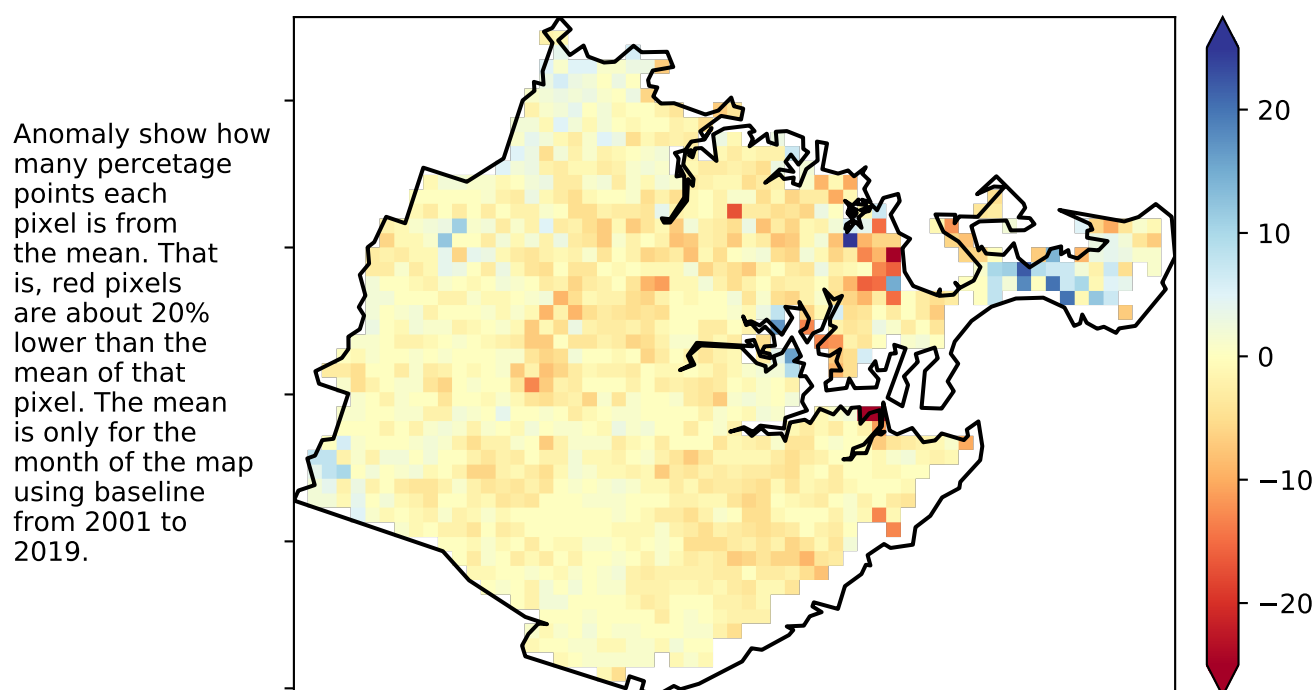 Anomaly show how
many percetage
points each
pixel is from
the mean. That
is, red pixels
are about 20%
lower than the
mean of that
pixel. The mean
is only for the
month of the map
using baseline
from 2001 to
2019.
20
10
0
−10
−20